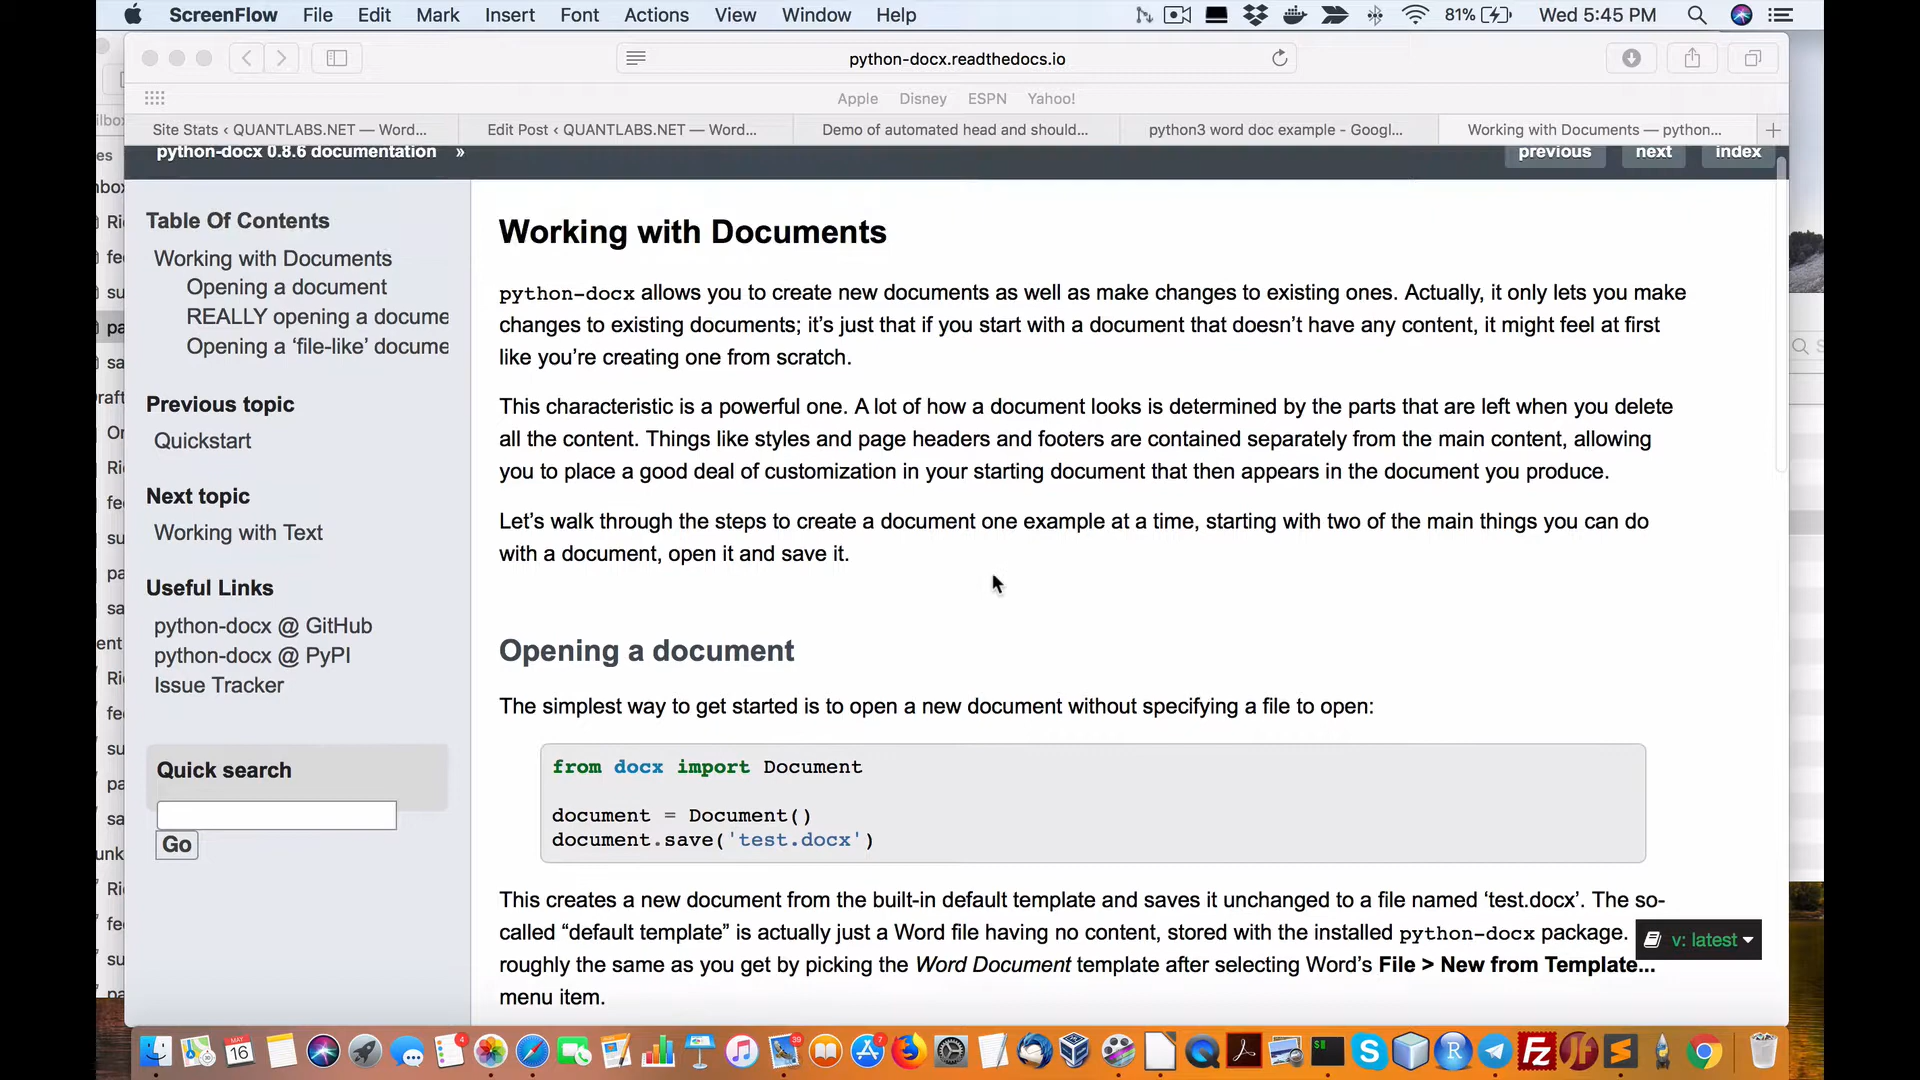 ScreenFlow File Edit Mark Insert Font Actions View Window Help 81% Wed 5:45 PM
python-docx.readthedocs.io
Apple Disney ESPN Yahoo!
Site Stats ‹ QUANTLABS.NET — Word... Edit Post ‹ QUANTLABS.NET — Word... Demo of automated head and should... python3 word doc example - Googl... Working with Documents — python...
python-docx 0.8.6 documentation » previous next index
Table Of Contents
Working with Documents
Opening a document
REALLY opening a docume
Opening a ‘file-like’ docume
Previous topic
Quickstart
Next topic
Working with Text
Useful Links
python-docx @ GitHub
python-docx @ PyPI
Issue Tracker
Quick search
Go
Working with Documents
python-docx allows you to create new documents as well as make changes to existing ones. Actually, it only lets you make
changes to existing documents; it’s just that if you start with a document that doesn’t have any content, it might feel at first
like you’re creating one from scratch.
This characteristic is a powerful one. A lot of how a document looks is determined by the parts that are left when you delete
all the content. Things like styles and page headers and footers are contained separately from the main content, allowing
you to place a good deal of customization in your starting document that then appears in the document you produce.
Let’s walk through the steps to create a document one example at a time, starting with two of the main things you can do
with a document, open it and save it.
Opening a document
The simplest way to get started is to open a new document without specifying a file to open:
from docx import Document
document = Document()
document.save('test.docx')
This creates a new document from the built-in default template and saves it unchanged to a file named ‘test.docx’. The so-
called “default template” is actually just a Word file having no content, stored with the installed python-docx package.
roughly the same as you get by picking the Word Document template after selecting Word’s File > New from Template...
menu item.
v: latest
MAY
16